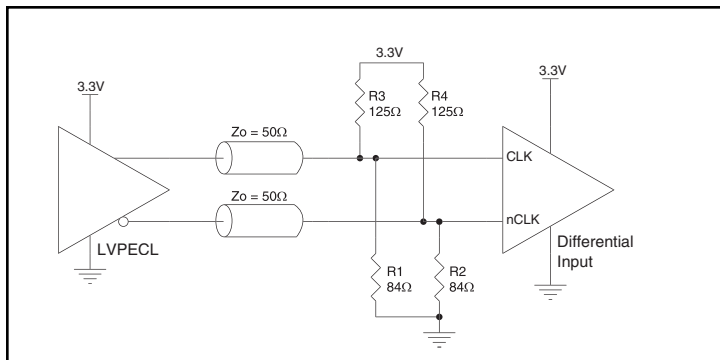 3.3V
3.3V
3.3V
R3
125Ω
R4
125Ω
Zo = 50Ω
CLK
Zo = 50Ω
nCLK
LVPECL
Differential
Input
R1
84Ω
R2
84Ω